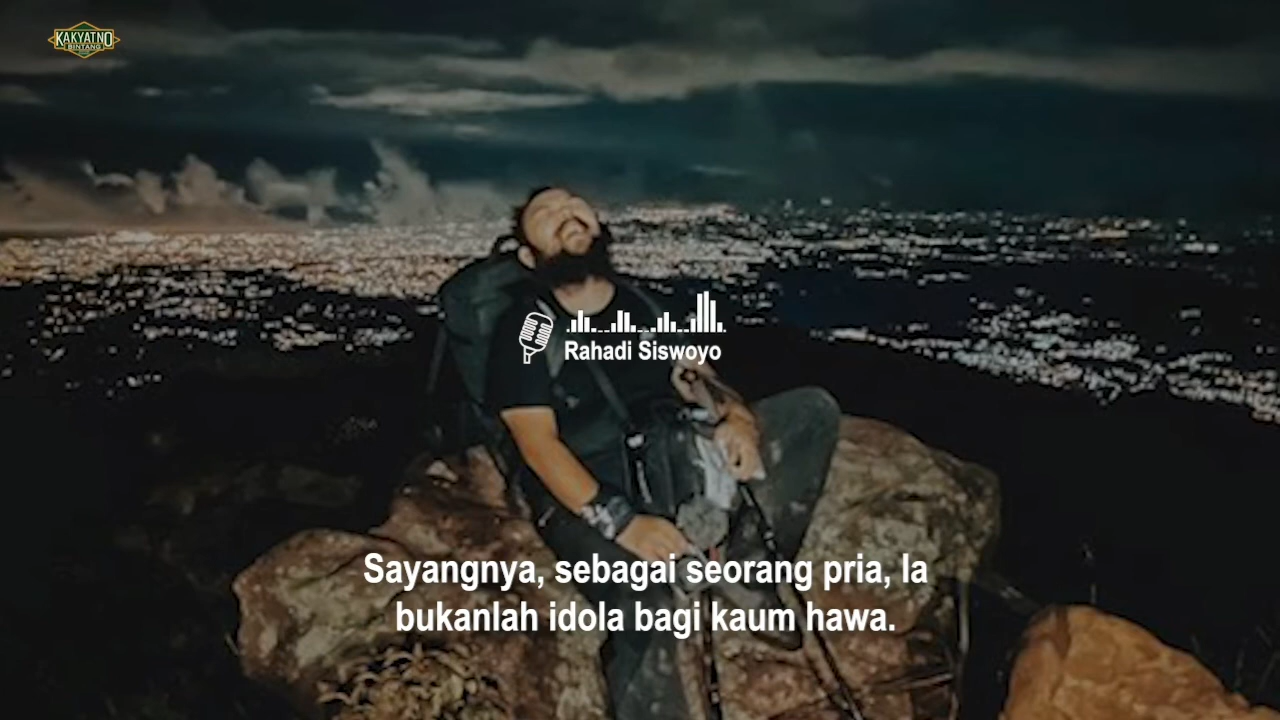 KAKYATNO
BINTANG
Rahadi Siswoyo
Sayangnya, sebagai seorang pria, Ia
bukanlah idola bagi kaum hawa.